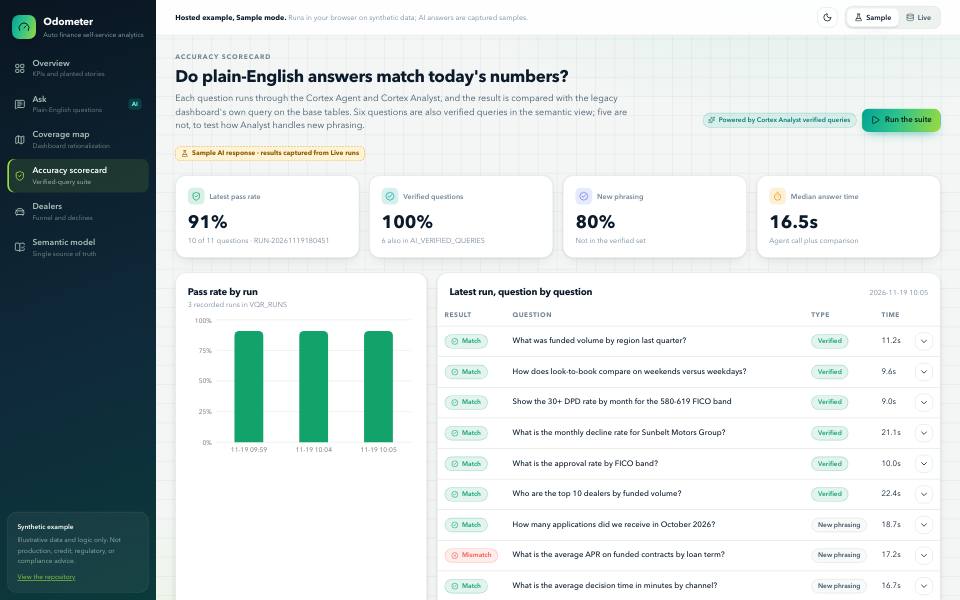 Odometer
Auto finance self-service analytics
Overview
KPIs and planted stories
Ask
Plain-English questions
AI
Coverage map
Dashboard rationalization
Accuracy scorecard
Verified-query suite
Dealers
Funnel and declines
Semantic model
Single source of truth
Synthetic example
Illustrative data and logic only. Not
production, credit, regulatory, or
compliance advice.
View the repository
Hosted example, Sample mode. Runs in your browser on synthetic data; AI answers are captured samples.
Sample
Live
ACCURACY SCORECARD
Do plain-English answers match today's numbers?
Each question runs through the Cortex Agent and Cortex Analyst, and the result is compared with the legacy
dashboard's own query on the base tables. Six questions are also verified queries in the semantic view; five are
not, to test how Analyst handles new phrasing.
Powered by Cortex Analyst verified queries
Run the suite
Sample AI response · results captured from Live runs
Latest pass rate
91%
10 of 11 questions · RUN-20261119180451
Verified questions
100%
6 also in AI_VERIFIED_QUERIES
New phrasing
80%
Not in the verified set
Median answer time
16.5s
Agent call plus comparison
Pass rate by run
3 recorded runs in VQR_RUNS
100%
75%
50%
25%
0%
11-19 09:59
11-19 10:04
11-19 10:05
Latest run, question by question
2026-11-19 10:05
RESULT QUESTION TYPE TIME
Match What was funded volume by region last quarter? Verified 11.2s
Match How does look-to-book compare on weekends versus weekdays? Verified 9.6s
Match Show the 30+ DPD rate by month for the 580-619 FICO band Verified 9.0s
Match What is the monthly decline rate for Sunbelt Motors Group? Verified 21.1s
Match What is the approval rate by FICO band? Verified 10.0s
Match Who are the top 10 dealers by funded volume? Verified 22.4s
Match How many applications did we receive in October 2026? New phrasing 18.7s
Mismatch What is the average APR on funded contracts by loan term? New phrasing 17.2s
Match What is the average decision time in minutes by channel? New phrasing 16.7s